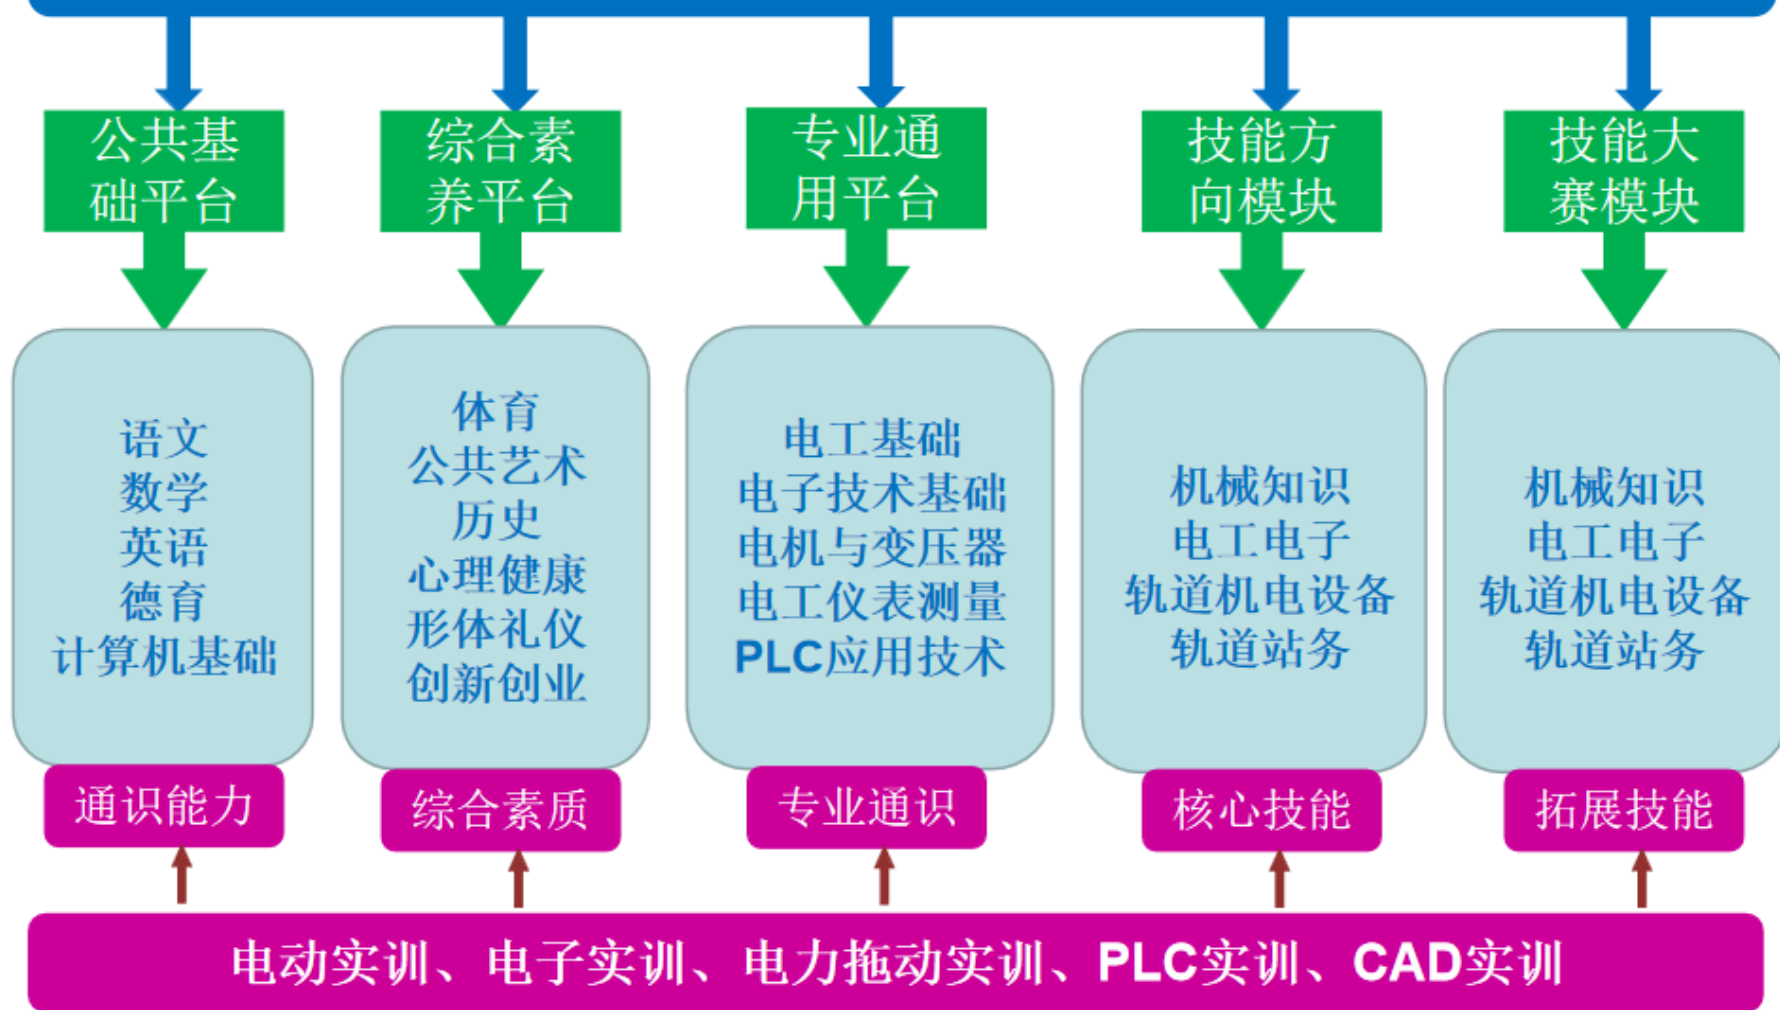 公共基
础平台
综合素
养平台
专业通
用平台
技能方
向模块
技能大
赛模块
语文
数学
英语
德育
计算机基础
体育
公共艺术
历史
心理健康
形体礼仪
创新创业
电工基础
电子技术基础
电机与变压器
电工仪表测量
PLC应用技术
机械知识
电工电子
轨道机电设备
轨道站务
机械知识
电工电子
轨道机电设备
轨道站务
通识能力
综合素质
专业通识
核心技能
拓展技能
电动实训、电子实训、电力拖动实训、PLC实训、CAD实训